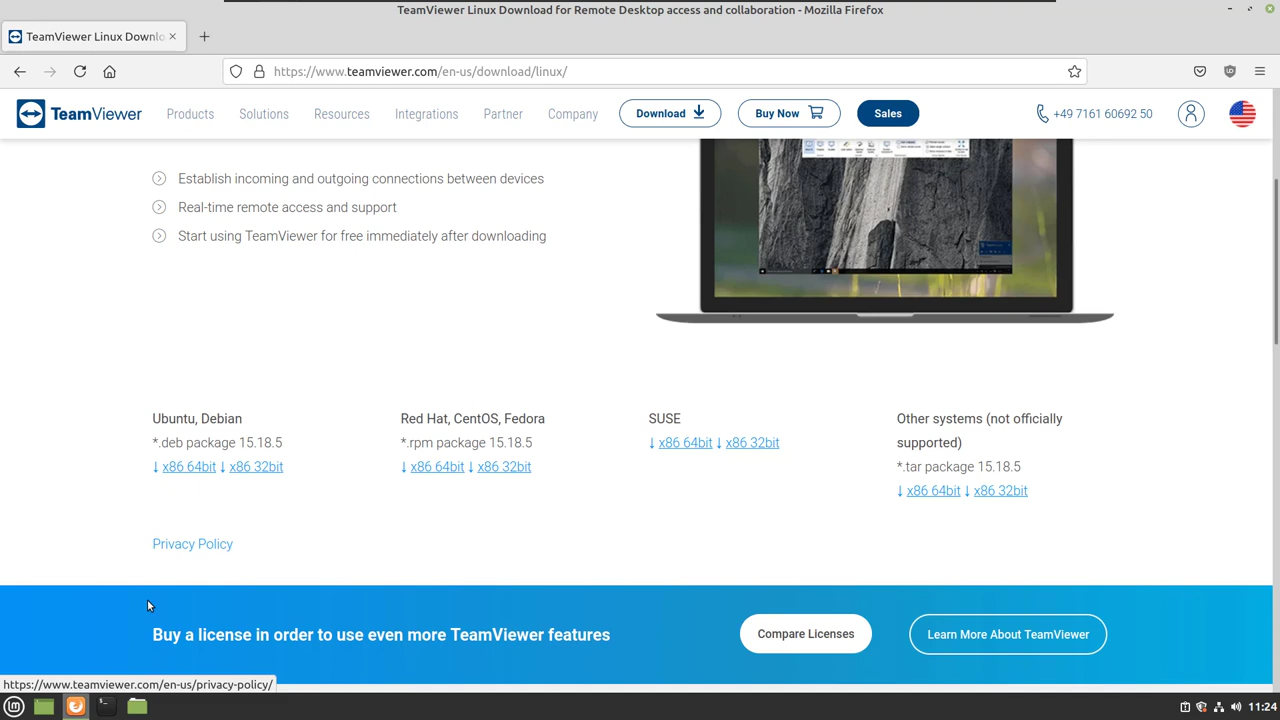 TeamViewer Linux Download for Remote Desktop access and collaboration - Mozilla Firefox
TeamViewer Linux Downlo
https://www.teamviewer.com/en-us/download/linux/
TeamViewer Products Solutions Resources Integrations Partner Company Download Buy Now Sales +49 7161 60692 50
Establish incoming and outgoing connections between devices
Real-time remote access and support
Start using TeamViewer for free immediately after downloading
Ubuntu, Debian
*.deb package 15.18.5
↓ x86 64bit ↓ x86 32bit
Red Hat, CentOS, Fedora
*.rpm package 15.18.5
↓ x86 64bit ↓ x86 32bit
SUSE
↓ x86 64bit ↓ x86 32bit
Other systems (not officially
supported)
*.tar package 15.18.5
↓ x86 64bit ↓ x86 32bit
Privacy Policy
Buy a license in order to use even more TeamViewer features
Compare Licenses
Learn More About TeamViewer
https://www.teamviewer.com/en-us/privacy-policy/
11:24